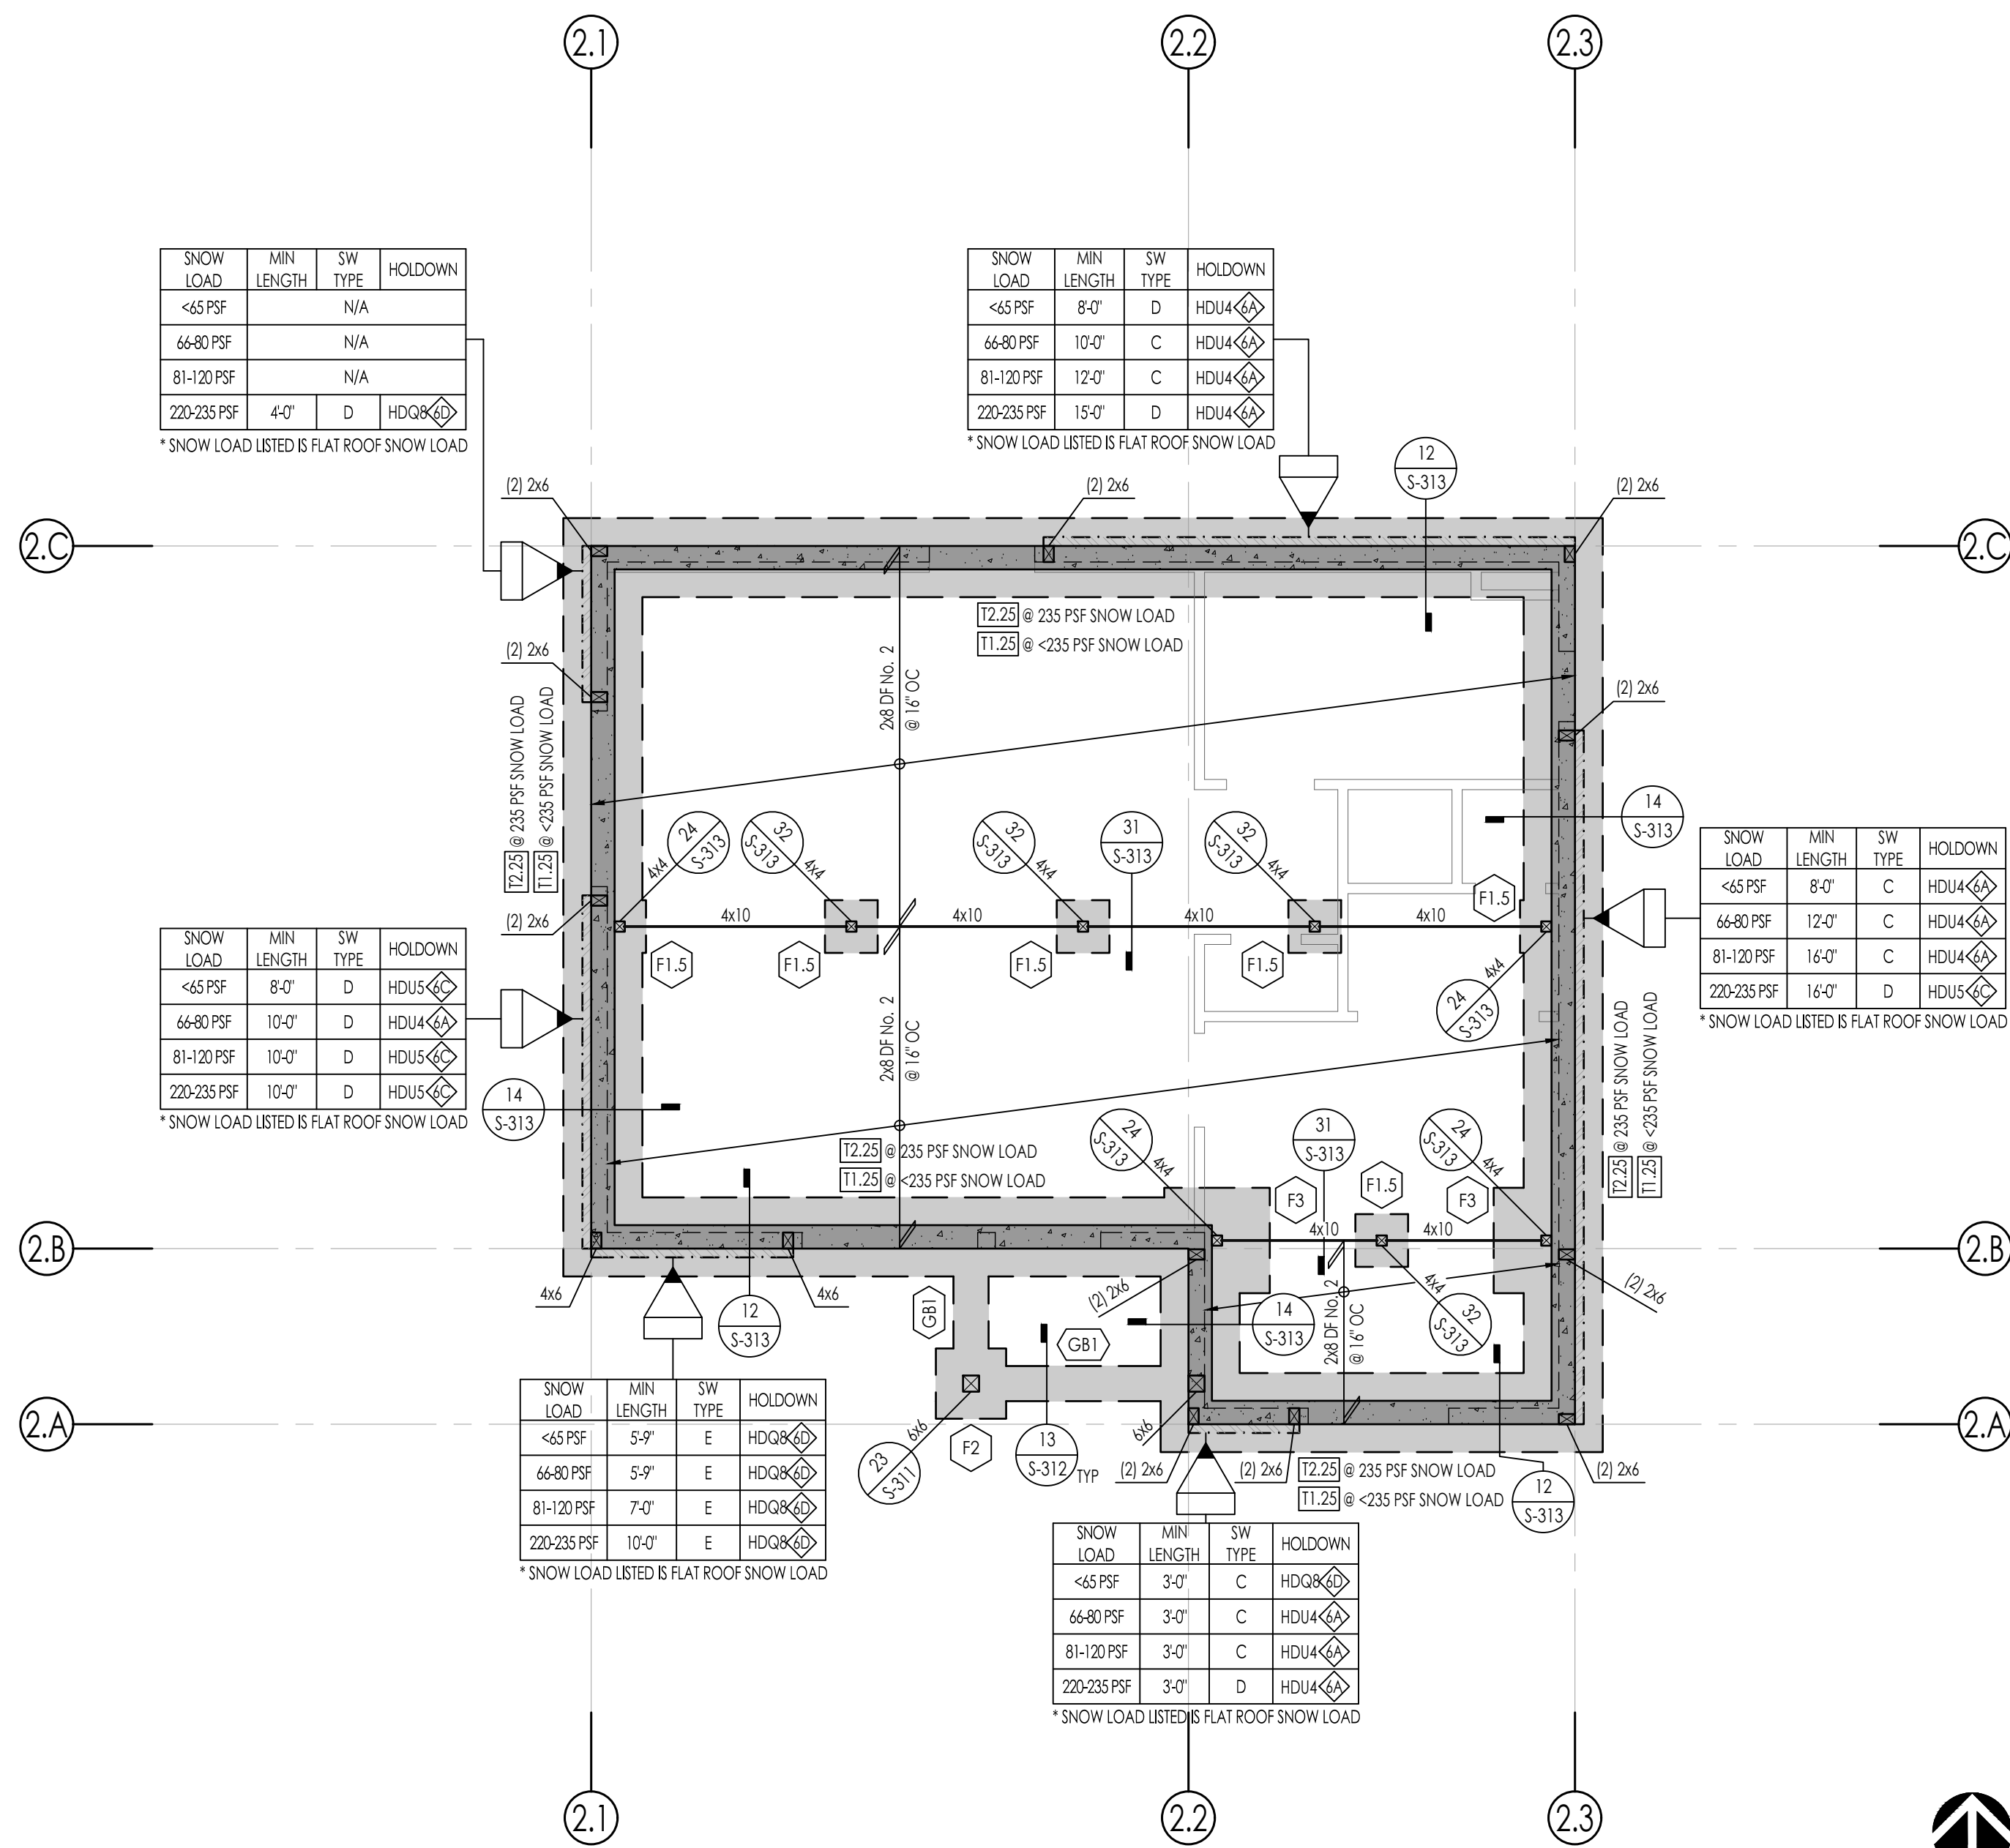 2.1
2.2
2.3
SNOW LOAD MIN LENGTH SW TYPE HOLDOWN
<65 PSF N/A
66-80 PSF N/A
81-120 PSF N/A
220-235 PSF 4'-0" D HDQ8 6D
* SNOW LOAD LISTED IS FLAT ROOF SNOW LOAD
SNOW LOAD MIN LENGTH SW TYPE HOLDOWN
<65 PSF 8'-0" D HDU4 6A
66-80 PSF 10'-0" C HDU4 6A
81-120 PSF 12'-0" C HDU4 6A
220-235 PSF 15'-0" D HDU4 6A
* SNOW LOAD LISTED IS FLAT ROOF SNOW LOAD
12
S-313
(2) 2x6
(2) 2x6
(2) 2x6
2.C
2.C
T2.25 @ 235 PSF SNOW LOAD
T1.25 @ <235 PSF SNOW LOAD
(2) 2x6
(2) 2x6
2x8 DF No. 2
@ 16" OC
T2.25 @ 235 PSF SNOW LOAD
T1.25 @ <235 PSF SNOW LOAD
24
S-313
4x4
32
S-313
4x4
32
S-313
4x4
31
S-313
32
S-313
4x4
14
S-313
SNOW LOAD MIN LENGTH SW TYPE HOLDOWN
<65 PSF 8'-0" C HDU4 6A
66-80 PSF 12'-0" C HDU4 6A
81-120 PSF 16'-0" C HDU4 6A
220-235 PSF 16'-0" D HDU5 6C
* SNOW LOAD LISTED IS FLAT ROOF SNOW LOAD
(2) 2x6
4x10
4x10
4x10
4x10
F1.5
F1.5
F1.5
F1.5
F1.5
SNOW LOAD MIN LENGTH SW TYPE HOLDOWN
<65 PSF 8'-0" D HDU5 6C
66-80 PSF 10'-0" D HDU4 6A
81-120 PSF 10'-0" D HDU5 6C
220-235 PSF 10'-0" D HDU5 6C
* SNOW LOAD LISTED IS FLAT ROOF SNOW LOAD
24
S-313
4x4
2x8 DF No. 2
@ 16" OC
14
S-313
T2.25 @ 235 PSF SNOW LOAD
T1.25 @ <235 PSF SNOW LOAD
T2.25 @ 235 PSF SNOW LOAD
T1.25 @ <235 PSF SNOW LOAD
24
S-313
4x4
31
S-313
24
S-313
4x4
F3
F1.5
F3
4x10
4x10
2.B
2.B
4x6
4x6
12
S-313
GB1
GB1
(2) 2x6
14
S-313
2x8 DF No. 2
@ 16" OC
4x4
32
S-313
(2) 2x6
2.A
2.A
SNOW LOAD MIN LENGTH SW TYPE HOLDOWN
<65 PSF 5'-9" E HDQ8 6D
66-80 PSF 5'-9" E HDQ8 6D
81-120 PSF 7'-0" E HDQ8 6D
220-235 PSF 10'-0" E HDQ8 6D
* SNOW LOAD LISTED IS FLAT ROOF SNOW LOAD
6x6
23
S-311
F2
13
S-312
TYP
6x6
(2) 2x6
(2) 2x6
T2.25 @ 235 PSF SNOW LOAD
T1.25 @ <235 PSF SNOW LOAD
12
S-313
(2) 2x6
SNOW LOAD MIN LENGTH SW TYPE HOLDOWN
<65 PSF 3'-0" C HDQ8 6D
66-80 PSF 3'-0" C HDU4 6A
81-120 PSF 3'-0" C HDU4 6A
220-235 PSF 3'-0" D HDU4 6A
* SNOW LOAD LISTED IS FLAT ROOF SNOW LOAD
2.1
2.2
2.3